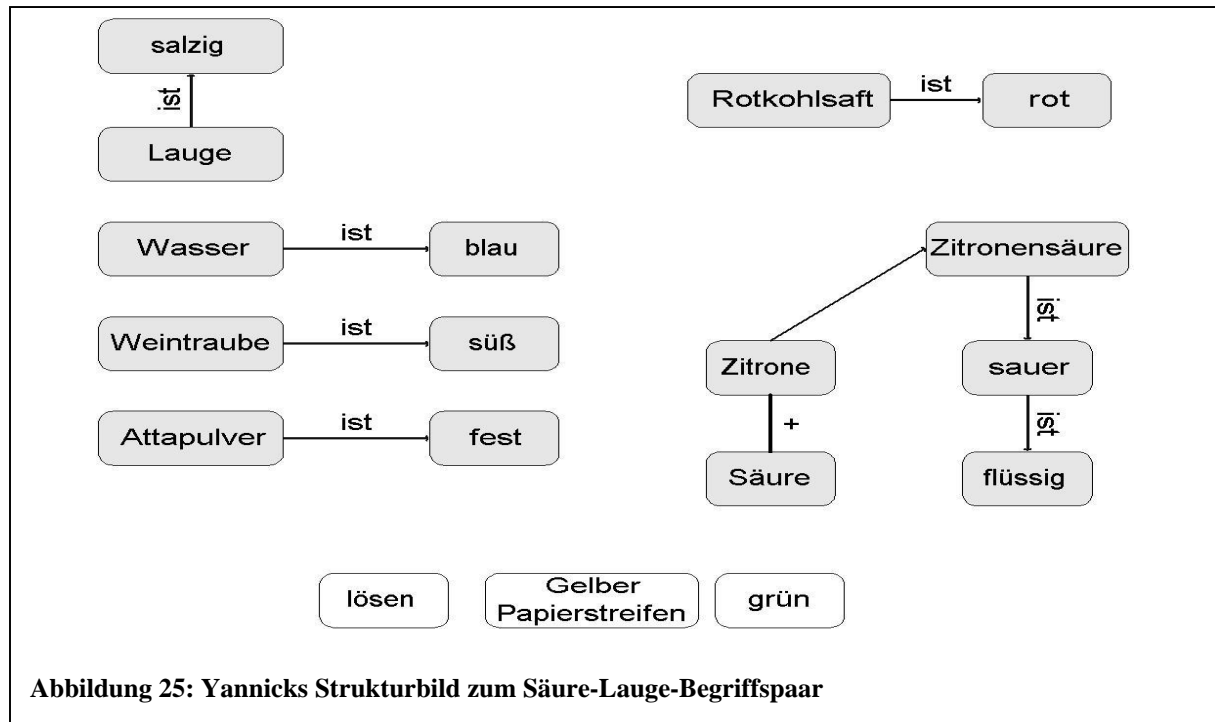 salzig
ist
Lauge
Rotkohlsaft ist rot
Wasser ist blau
Weintraube ist süß
Attapulver ist fest
Zitronensäure
ist
Zitrone sauer
+ ist
Säure flüssig
lösen
Gelber
Papierstreifen
grün
Abbildung 25: Yannicks Strukturbild zum Säure-Lauge-Begriffspaar